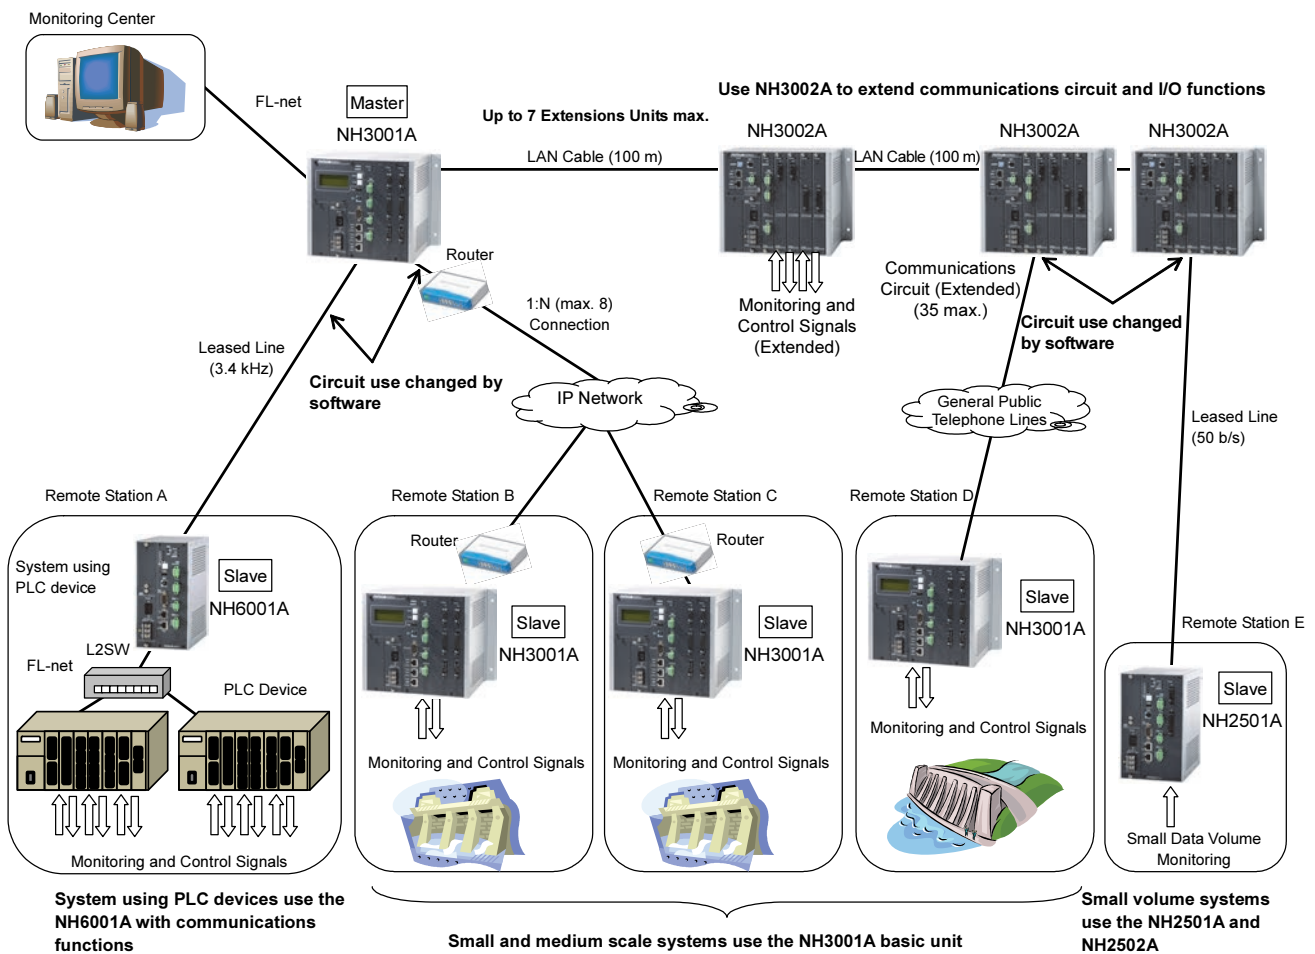 Monitoring Center
FL-net
Master
NH3001A
Up to 7 Extensions Units max.
Use NH3002A to extend communications circuit and I/O functions
NH3002A
NH3002A
NH3002A
LAN Cable (100 m)
LAN Cable (100 m)
Router
1:N (max. 8)
Connection
Monitoring and
Control Signals
(Extended)
Communications
Circuit (Extended)
(35 max.)
Circuit use changed
by software
Leased Line
(3.4 kHz)
Circuit use changed by
software
IP Network
General Public
Telephone Lines
Leased Line
(50 b/s)
Remote Station A
System using
PLC device
Slave
NH6001A
L2SW
FL-net
PLC Device
Monitoring and Control Signals
Remote Station B
Router
Slave
NH3001A
Monitoring and Control Signals
Remote Station C
Router
Slave
NH3001A
Monitoring and Control Signals
Remote Station D
Slave
NH3001A
Monitoring and Control Signals
Remote Station E
Slave
NH2501A
Small Data Volume
Monitoring
System using PLC devices use the
NH6001A with communications
functions
Small and medium scale systems use the NH3001A basic unit
Small volume systems
use the NH2501A and
NH2502A